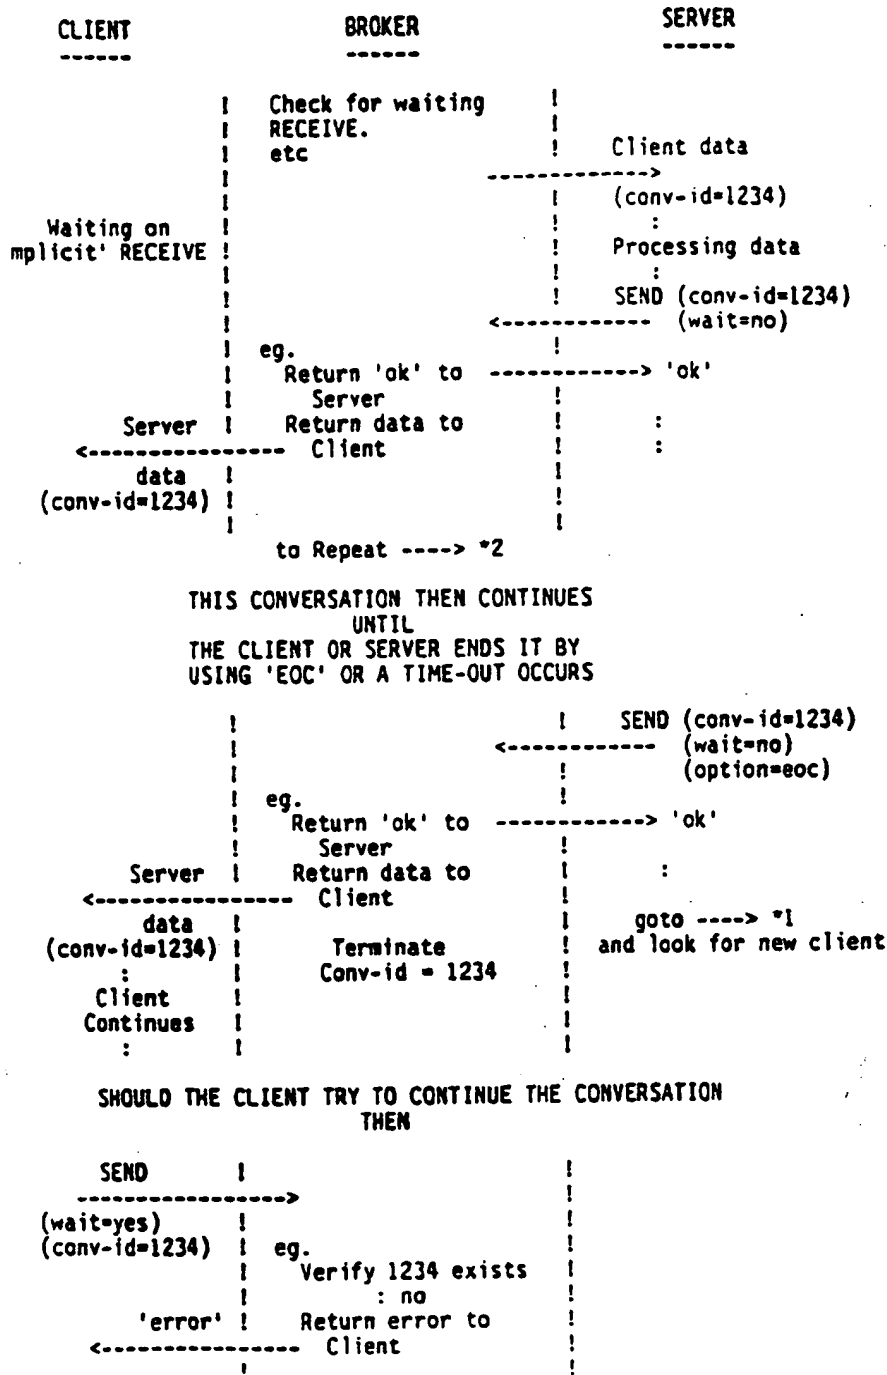 CLIENT BROKER SERVER
------ ------ ------
! Check for waiting !
! RECEIVE. !
! etc ! Client data
! ------------->
! ! (conv-id=1234)
Waiting on ! ! :
mplicit' RECEIVE ! ! Processing data
! ! :
! ! SEND (conv-id=1234)
! <------------ (wait=no)
! eg. !
! Return 'ok' to -------------> 'ok'
! Server !
Server ! Return data to ! :
<---------------- Client ! :
data ! !
(conv-id=1234) ! !
! !
to Repeat ----> *2
THIS CONVERSATION THEN CONTINUES
UNTIL
THE CLIENT OR SERVER ENDS IT BY
USING 'EOC' OR A TIME-OUT OCCURS
! ! SEND (conv-id=1234)
! <------------ (wait=no)
! ! (option=eoc)
! eg. !
! Return 'ok' to ------------> 'ok'
! Server !
Server ! Return data to ! :
<---------------- Client !
data ! ! goto ----> *1
(conv-id=1234) ! Terminate ! and look for new client
: ! Conv-id = 1234 !
Client ! !
Continues ! !
: ! !
SHOULD THE CLIENT TRY TO CONTINUE THE CONVERSATION
THEN
SEND ! !
-----------------> !
(wait=yes) ! !
(conv-id=1234) ! eg. !
! Verify 1234 exists !
! : no !
'error' ! Return error to !
<---------------- Client !
! !